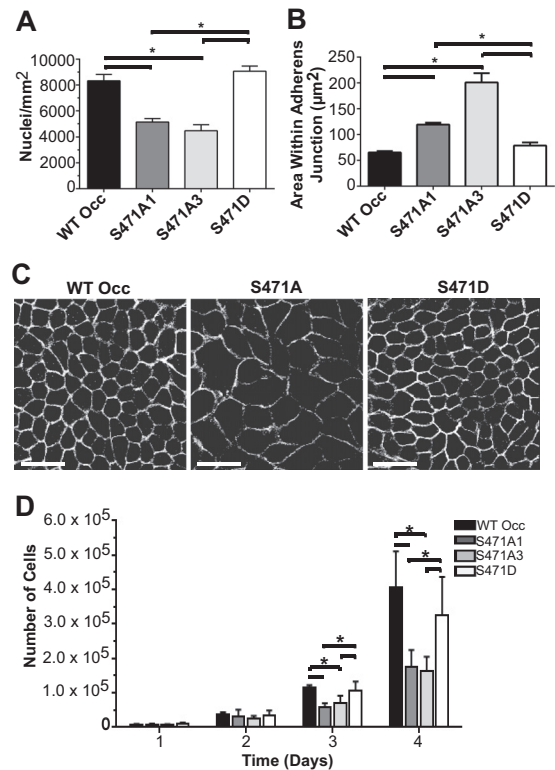 A
*
*
Nuclei/mm2
10000
8000
6000
4000
2000
0
WT Occ
S471A1
S471A3
S471D
B
*
*
Area Within Adherens
Junction (μm²)
250
200
150
100
50
0
WT Occ
S471A1
S471A3
S471D
C
WT Occ
S471A
S471D
D
Number of Cells
6.0 x 10⁵
5.0 x 10⁵
4.0 x 10⁵
3.0 x 10⁵
2.0 x 10⁵
1.0 x 10⁵
0
*
*
*
*
WT Occ
S471A1
S471A3
S471D
1
2
3
4
Time (Days)